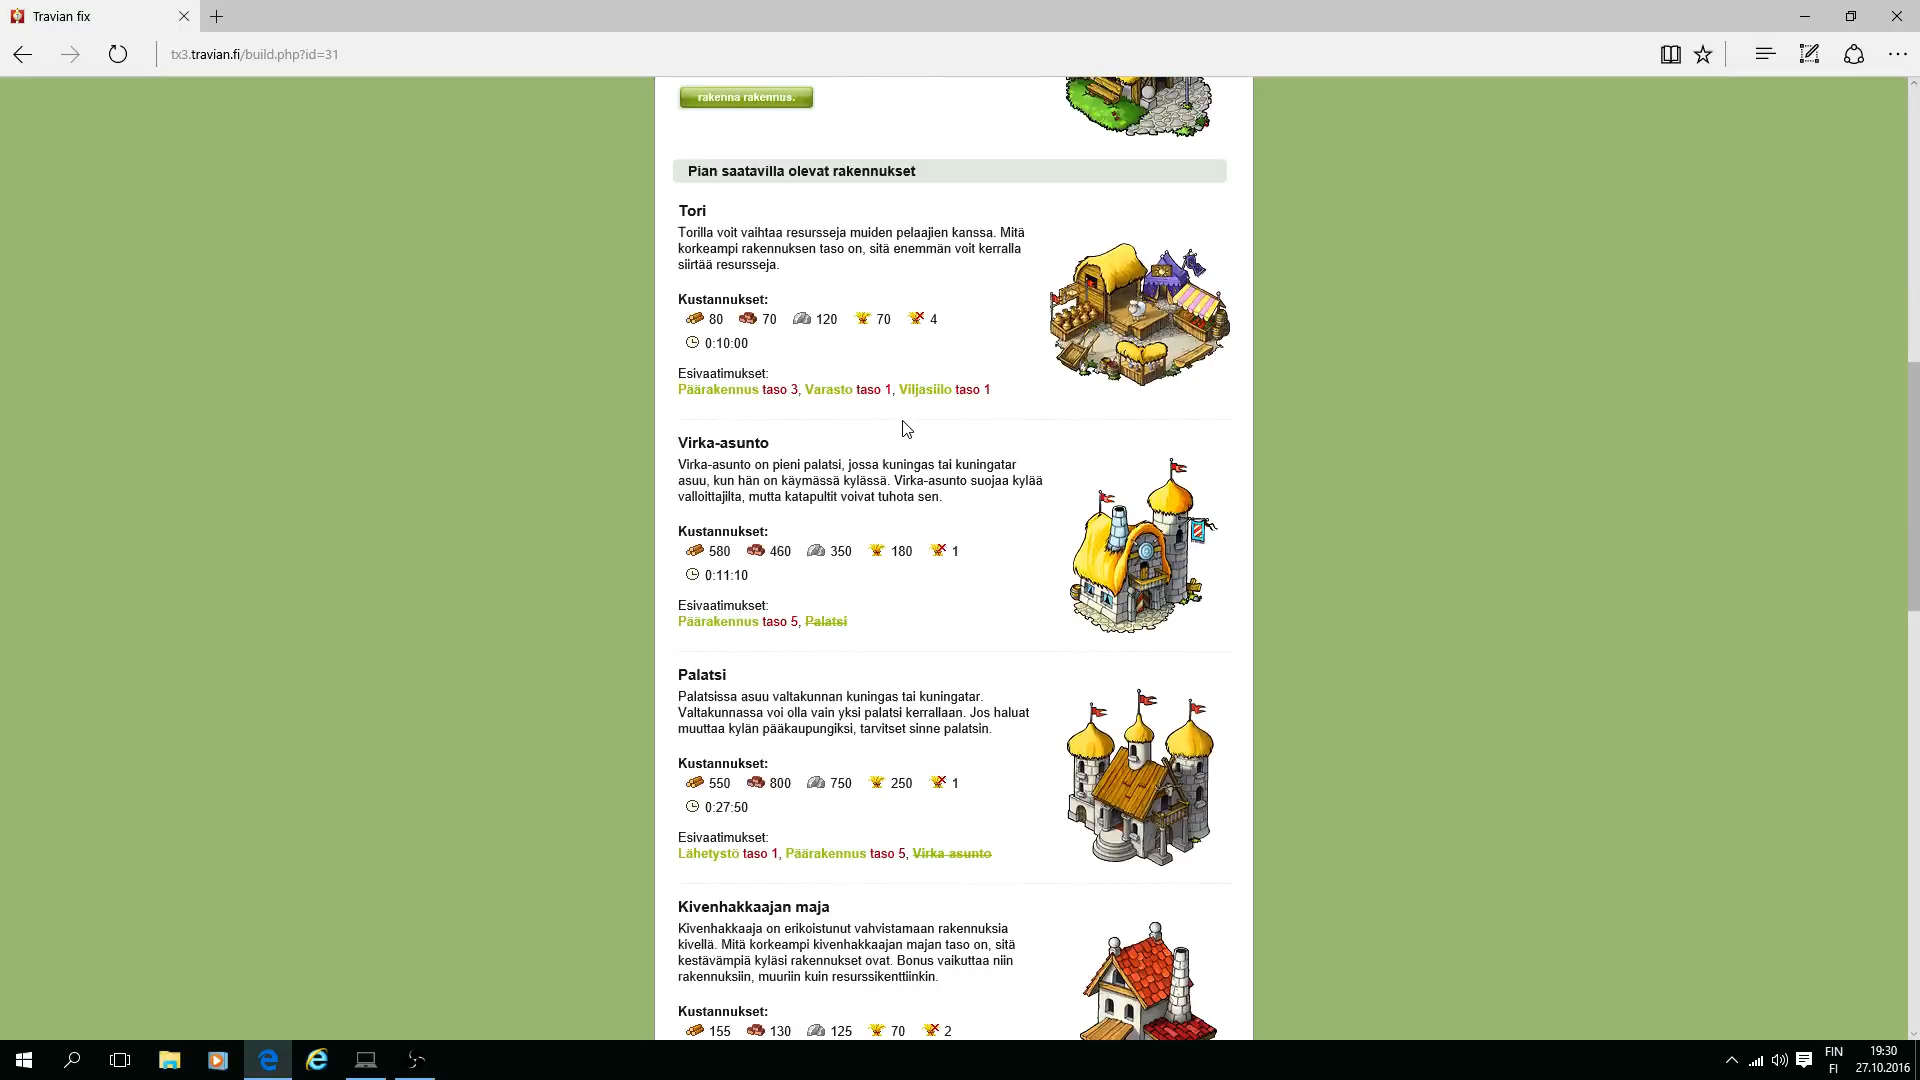 Travian fix
tx3.travian.fi/build.php?id=31
rakenna rakennus.
Pian saatavilla olevat rakennukset
Tori
Torilla voit vaihtaa resursseja muiden pelaajien kanssa. Mitä
korkeampi rakennuksen taso on, sitä enemmän voit kerralla
siirtää resursseja.
Kustannukset:
80 70 120 70 4
0:10:00
Esivaatimukset:
Päärakennus taso 3, Varasto taso 1, Viljasiilo taso 1
Virka-asunto
Virka-asunto on pieni palatsi, jossa kuningas tai kuningatar
asuu, kun hän on käymässä kylässä. Virka-asunto suojaa kylää
valloittajilta, mutta katapultit voivat tuhota sen.
Kustannukset:
580 460 350 180 1
0:11:10
Esivaatimukset:
Päärakennus taso 5, Palatsi
Palatsi
Palatsissa asuu valtakunnan kuningas tai kuningatar.
Valtakunnassa voi olla vain yksi palatsi kerrallaan. Jos haluat
muuttaa kylän pääkaupungiksi, tarvitset sinne palatsin.
Kustannukset:
550 800 750 250 1
0:27:50
Esivaatimukset:
Lähetystö taso 1, Päärakennus taso 5, Virka-asunto
Kivenhakkaajan maja
Kivenhakkaaja on erikoistunut vahvistamaan rakennuksia
kivellä. Mitä korkeampi kivenhakkaajan majan taso on, sitä
kestävämpiä kyläsi rakennukset ovat. Bonus vaikuttaa niin
rakennuksiin, muuriin kuin resurssikenttiinkin.
Kustannukset:
155 130 125 70 2
FIN
FI
19:30
27.10.2016